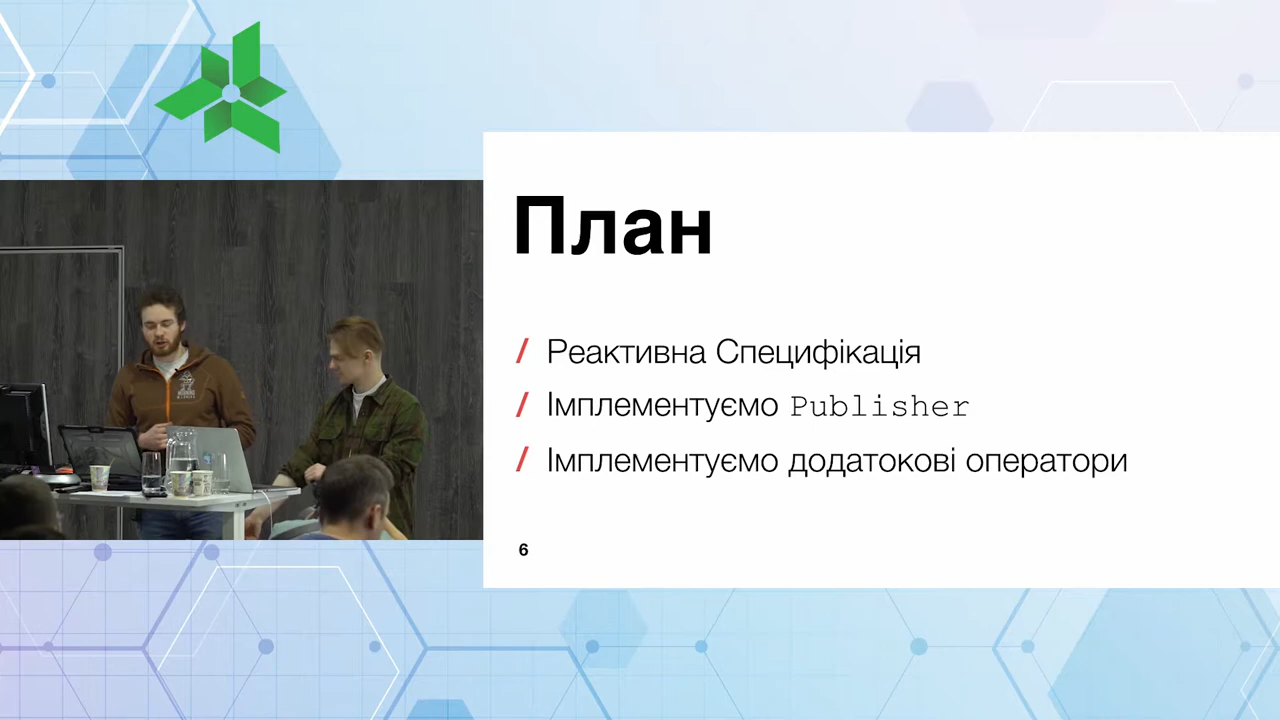 План
/ Реактивна Специфікація
/ Імплементуємо Publisher
/ Імплементуємо додатокові оператори
6